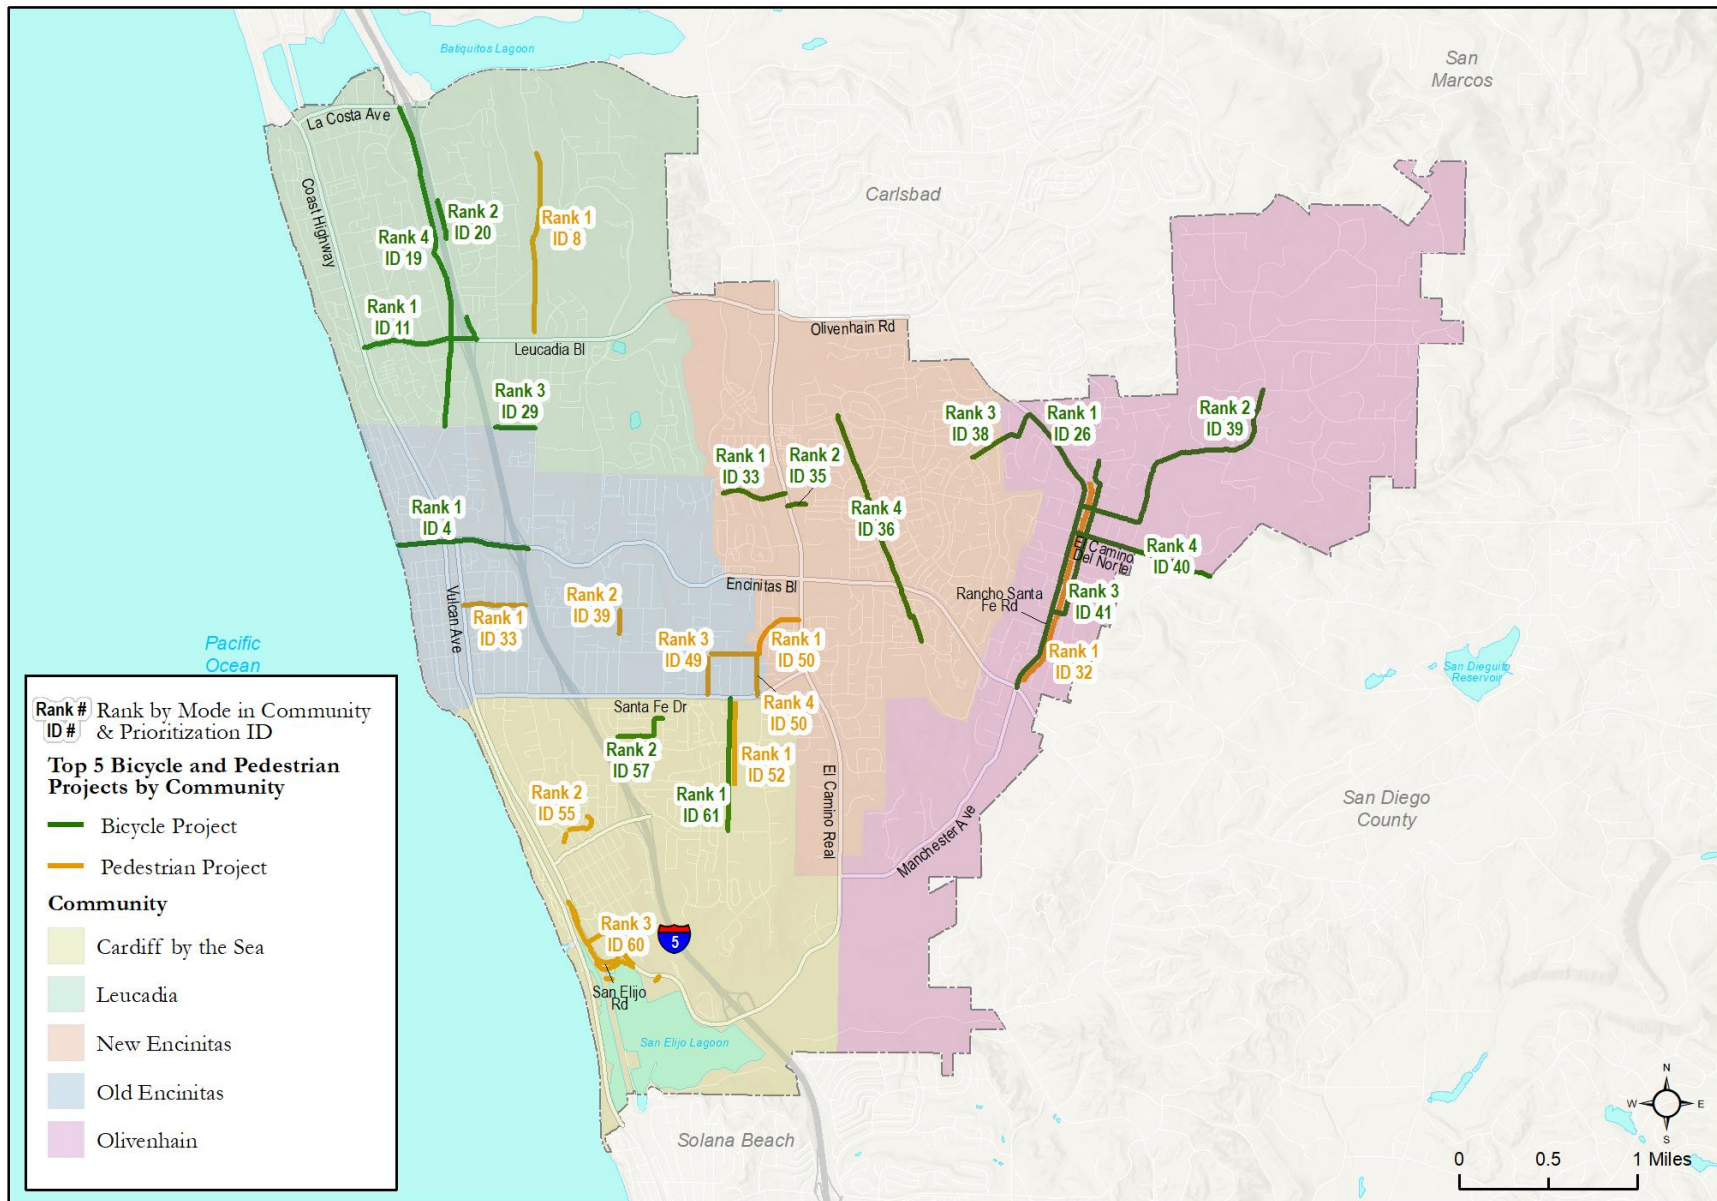 Batiquitos Lagoon
San
Marcos
La Costa Ave
Carlsbad
Coast Highway
Rank 2
ID 20
Rank 1
ID 8
Rank 4
ID 19
Rank 1
ID 11
Olivenhain Rd
Leucadia Bl
Rank 3
ID 29
Rank 3
ID 38
Rank 1
ID 26
Rank 2
ID 39
Rank 1
ID 33
Rank 2
ID 35
Rank 1
ID 4
Rank 4
ID 36
El Camino
Del Norte
Rank 4
ID 40
Encinitas Bl
Rancho Santa
Fe Rd
Rank 3
ID 41
Vulcan Ave
Rank 1
ID 33
Rank 2
ID 39
Rank 3
ID 49
Rank 1
ID 50
Rank 1
ID 32
Pacific
Ocean
San Dieguito
Reservoir
Rank 4
ID 50
Santa Fe Dr
Rank 2
ID 57
Rank 1
ID 52
Rank 1
ID 61
Rank 2
ID 55
El Camino Real
Manchester Ave
San Diego
County
Rank 3
ID 60
5
San Elijo
Rd
San Elijo Lagoon
Solana Beach
Rank #
ID #
Rank by Mode in Community
& Prioritization ID
Top 5 Bicycle and Pedestrian
Projects by Community
Bicycle Project
Pedestrian Project
Community
Cardiff by the Sea
Leucadia
New Encinitas
Old Encinitas
Olivenhain
N
W
E
S
0 0.5 1 Miles